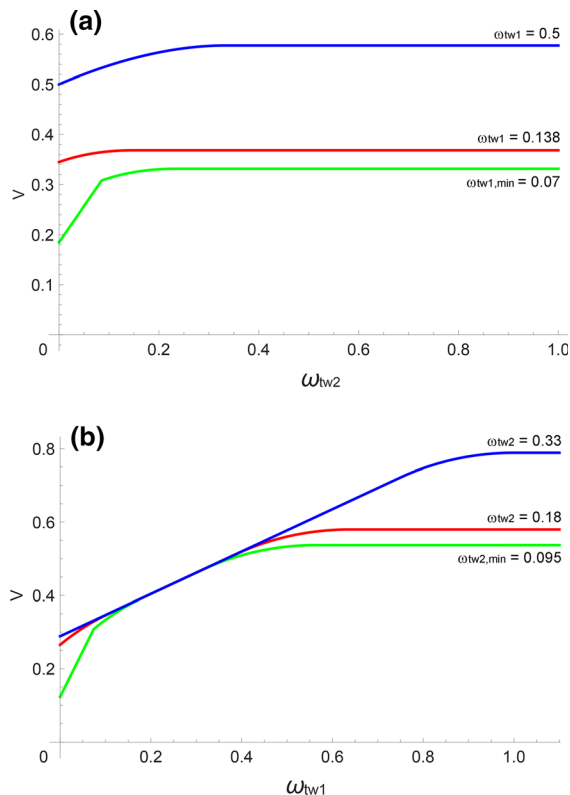 (a)
0.6
ωtw1 = 0.5
0.5
0.4
ωtw1 = 0.138
0.3
ωtw1,min = 0.07
V
0.2
0.1
0 0.2 0.4 0.6 0.8 1.0
ωtw2
(b)
0.8
ωtw2 = 0.33
0.6
ωtw2 = 0.18
ωtw2,min = 0.095
V
0.4
0.2
0 0.2 0.4 0.6 0.8 1.0
ωtw1